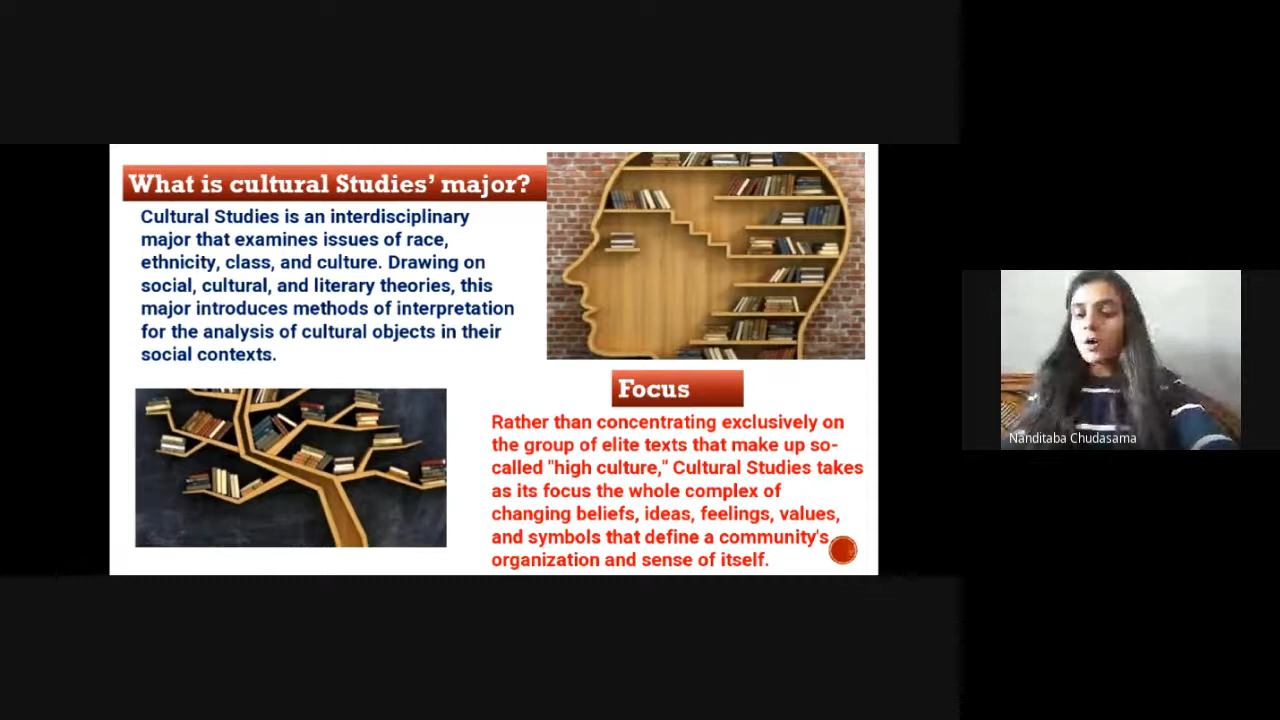 What is cultural Studies’ major?
Cultural Studies is an interdisciplinary
major that examines issues of race,
ethnicity, class, and culture. Drawing on
social, cultural, and literary theories, this
major introduces methods of interpretation
for the analysis of cultural objects in their
social contexts.
Focus
Rather than concentrating exclusively on
the group of elite texts that make up so-
called "high culture," Cultural Studies takes
as its focus the whole complex of
changing beliefs, ideas, feelings, values,
and symbols that define a community's
organization and sense of itself.
Nanditaba Chudasama